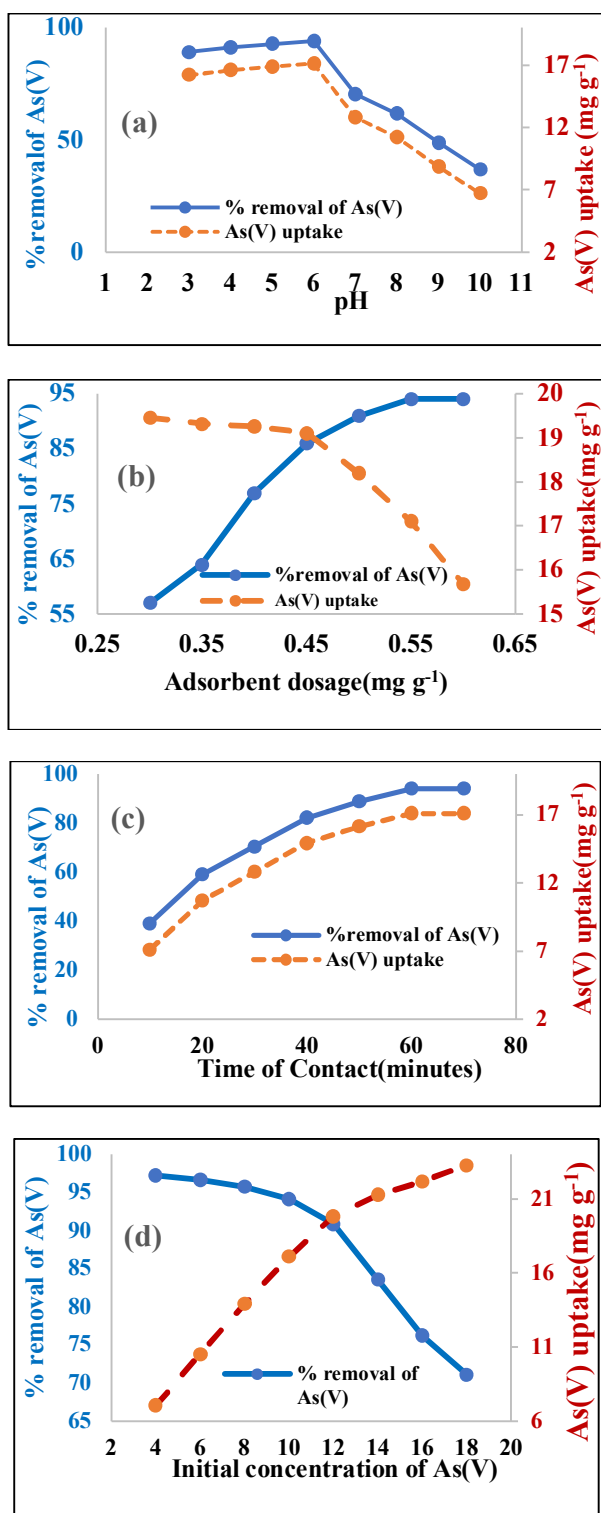 100
50
0
%removalof As(V)
(a)
% removal of As(V)
As(V) uptake
17
12
7
2
As(V) uptake (mg g-1)
1 2 3 4 5 6 7 8 9 10 11
pH
95
85
75
65
55
% removal of As(V)
(b)
%removal of As(V)
As(V) uptake
20
19
18
17
16
15
As(V) uptake(mg g-1)
0.25 0.35 0.45 0.55 0.65
Adsorbent dosage(mg g-1)
100
80
60
40
20
0
% removal of As(V)
(c)
%removal of As(V)
As(V) uptake
17
12
7
2
As(V) uptake(mg g-1)
0 20 40 60 80
Time of Contact(minutes)
100
95
90
85
80
75
70
65
% removal of As(V)
(d)
% removal of
As(V)
21
16
11
6
As(V) uptake(mg g-1)
2 4 6 8 10 12 14 16 18 20
Initial concentration of As(V)